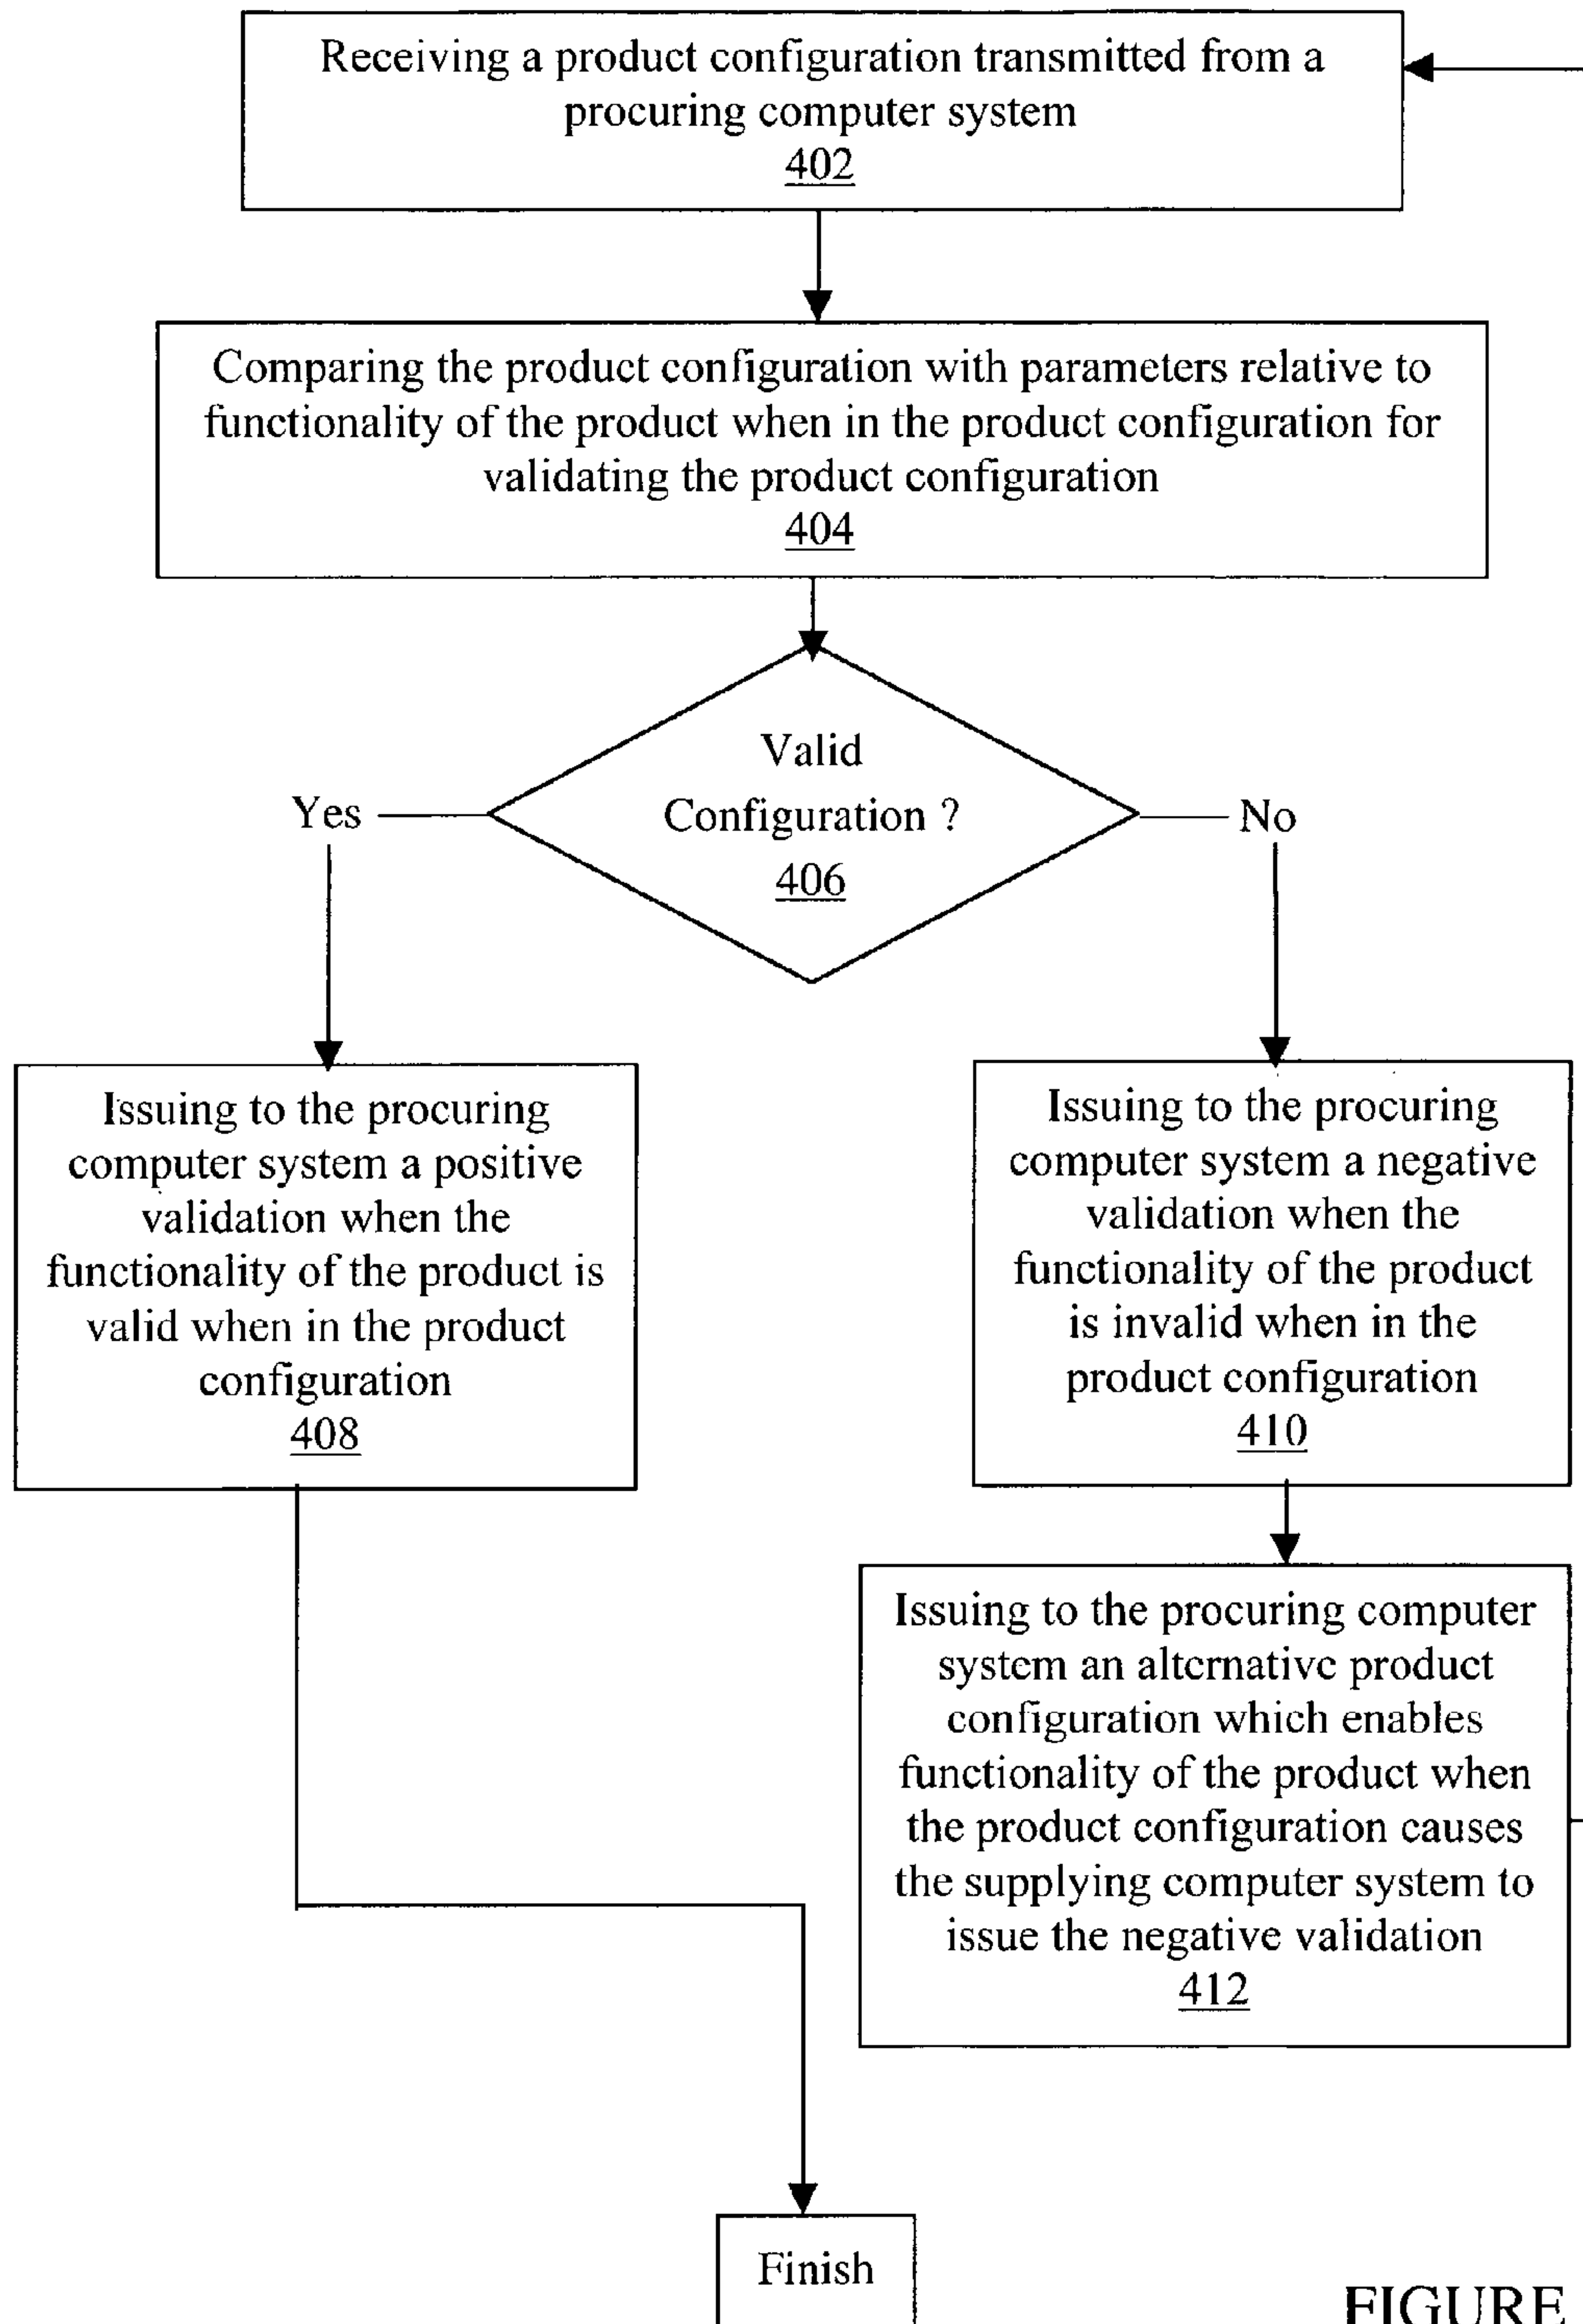 Receiving a product configuration transmitted from a
procuring computer system
402
Comparing the product configuration with parameters relative to
functionality of the product when in the product configuration for
validating the product configuration
404
Valid
Configuration ?
406
Yes
No
Issuing to the procuring
computer system a positive
validation when the
functionality of the product is
valid when in the product
configuration
408
Issuing to the procuring
computer system a negative
validation when the
functionality of the product
is invalid when in the
product configuration
410
Issuing to the procuring computer
system an alternative product
configuration which enables
functionality of the product when
the product configuration causes
the supplying computer system to
issue the negative validation
412
Finish
FIGURE